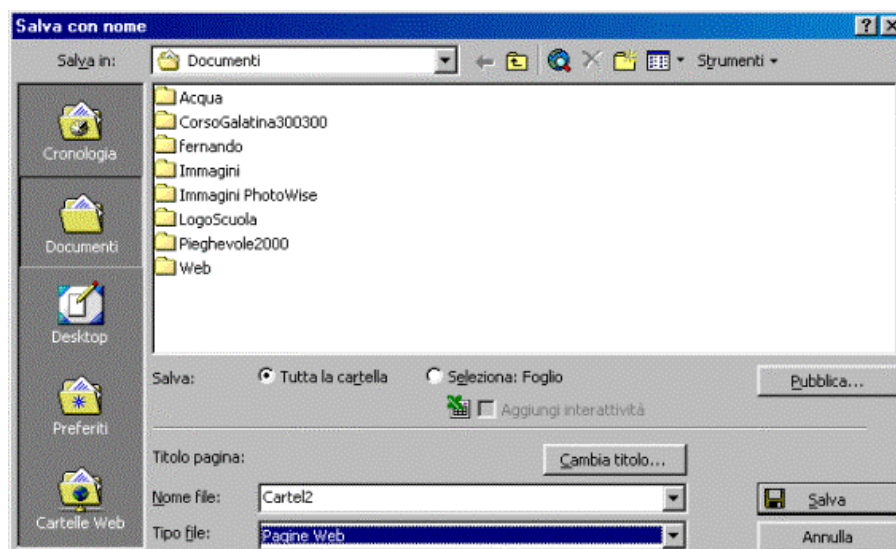 Salva con nome
Salva in: Documenti Strumenti
Cronologia
Documenti
Desktop
Preferiti
Cartelle Web
Acqua
CorsoGalatina300300
fernando
Immagini
Immagini PhotoWise
LogoScuola
Pieghevole2000
Web
Salva: Tutta la cartella Seleziona: Foglio Pubblica...
Aggiungi interattività
Titolo pagina: Cambia titolo...
Nome file: Cartel2 Salva
Tipo file: Pagine Web Annulla